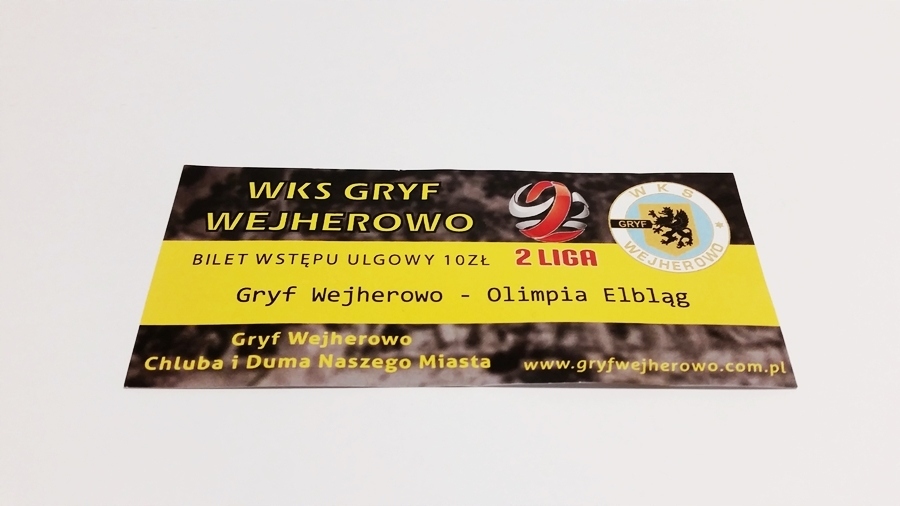 WKS GRYF
WEJHEROWO
2 LIGA
WKS
GRYF
WEJHEROWO
BILET WSTĘPU ULGOWY 10ZŁ
Gryf Wejherowo - Olimpia Elbląg
Gryf Wejherowo
Chluba i Duma Naszego Miasta
www.gryfwejherowo.com.pl